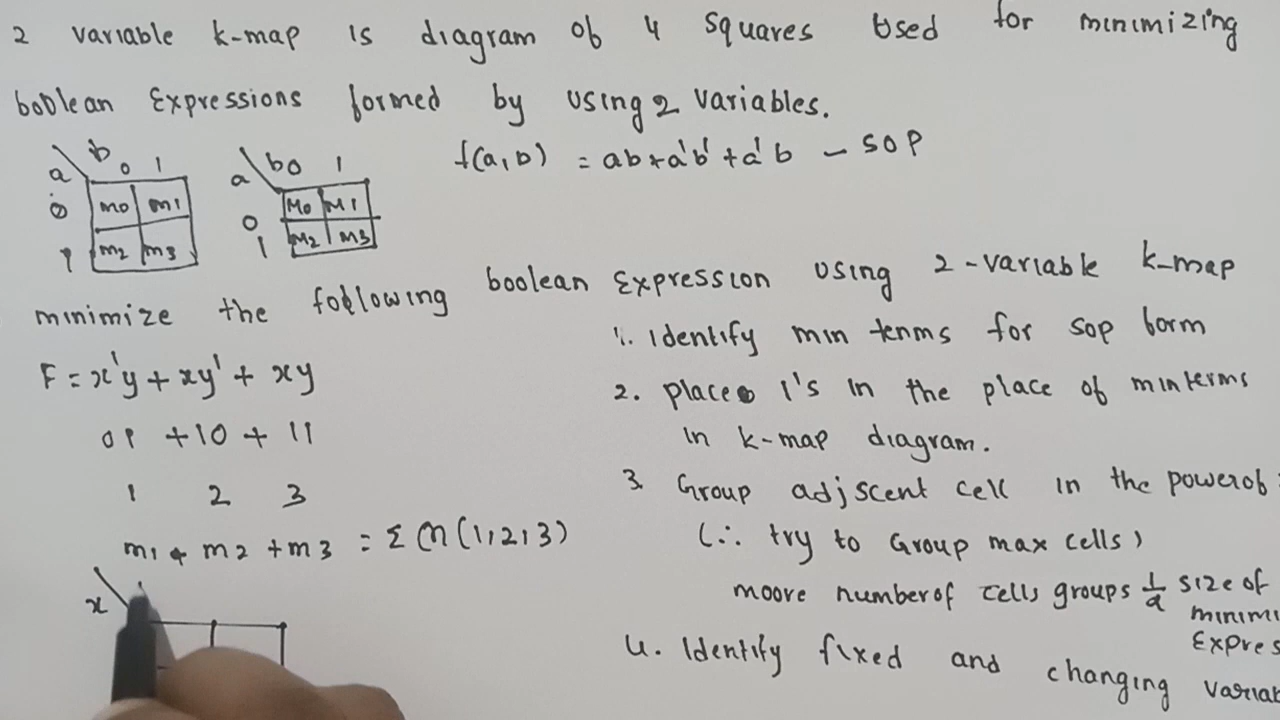 2 variable k-map is diagram of 4 squares used for minimizing
boolean Expressions formed by using 2 variables.
f(a,b) = ab+a'b'+a'b - SOP
b
a 0 1
0 m0 m1
1 m2 m3
b 0 1
a
0 M0 M1
1 M2 M3
minimize the following boolean Expression using 2-variable k-map
F = x'y + xy' + xy
01 +10 + 11
1 2 3
m1 + m2 +m3 = Σm(1,2,3)
x
1. Identify min terms for sop form
2. place 1's in the place of minterms
in k-map diagram.
3. Group adjscent cell in the powerof
(∴ try to Group max cells)
moore numberof cells groups 1/α size of
minimi
Expres
4. Identify fixed and changing variab